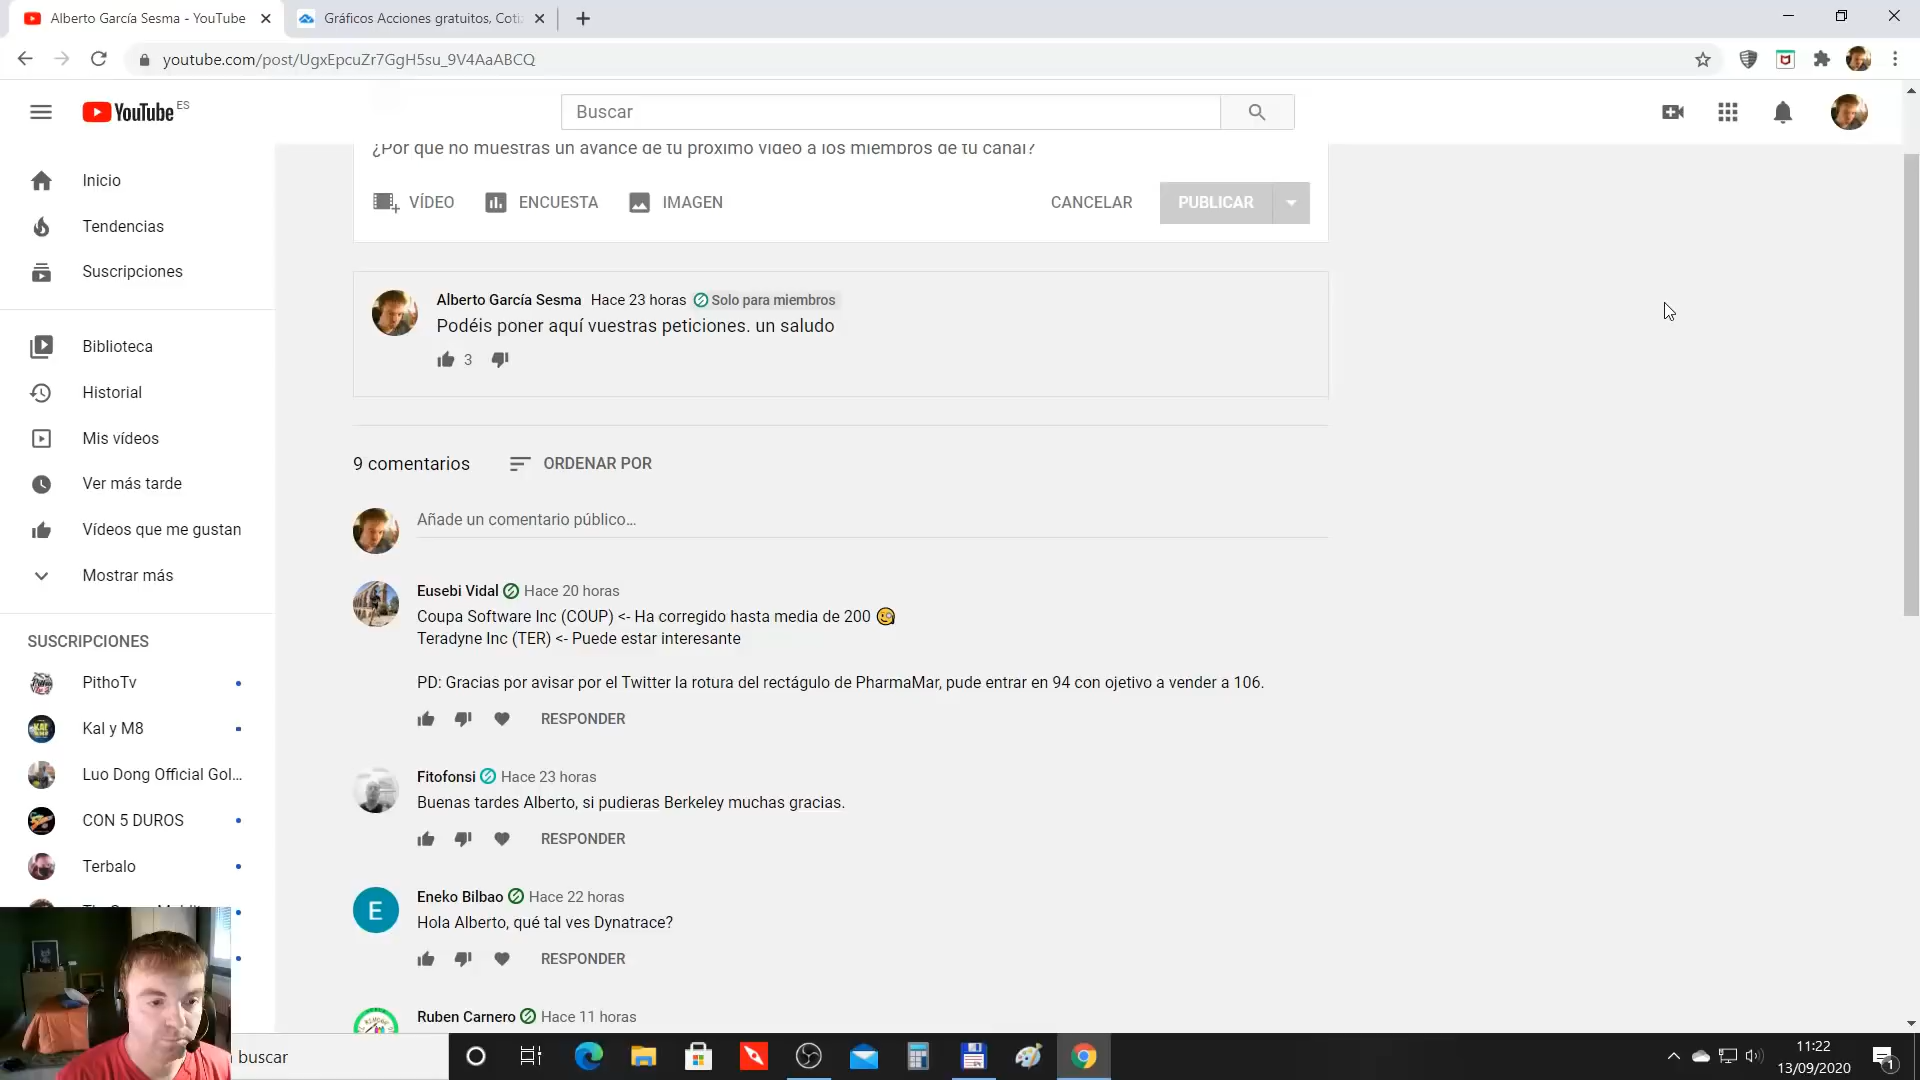 Alberto García Sesma - YouTube
Gráficos Acciones gratuitos, Coti
youtube.com/post/UgxEpcuZr7GgH5su_9V4AaABCQ
YouTube ES
Buscar
Inicio
Tendencias
Suscripciones
Biblioteca
Historial
Mis vídeos
Ver más tarde
Vídeos que me gustan
Mostrar más
SUSCRIPCIONES
PithoTv
Kal y M8
Luo Dong Official Gol...
CON 5 DUROS
Terbalo
¿Por qué no muestras un avance de tu próximo vídeo a los miembros de tu canal?
VÍDEO
ENCUESTA
IMAGEN
CANCELAR
PUBLICAR
Alberto García Sesma Hace 23 horas Solo para miembros
Podéis poner aquí vuestras peticiones. un saludo
3
9 comentarios
ORDENAR POR
Añade un comentario público...
Eusebi Vidal Hace 20 horas
Coupa Software Inc (COUP) <- Ha corregido hasta media de 200 🧐
Teradyne Inc (TER) <- Puede estar interesante
PD: Gracias por avisar por el Twitter la rotura del rectágulo de PharmaMar, pude entrar en 94 con ojetivo a vender a 106.
RESPONDER
Fitofonsi Hace 23 horas
Buenas tardes Alberto, si pudieras Berkeley muchas gracias.
RESPONDER
E
Eneko Bilbao Hace 22 horas
Hola Alberto, qué tal ves Dynatrace?
RESPONDER
Ruben Carnero Hace 11 horas
buscar
11:22
13/09/2020
1